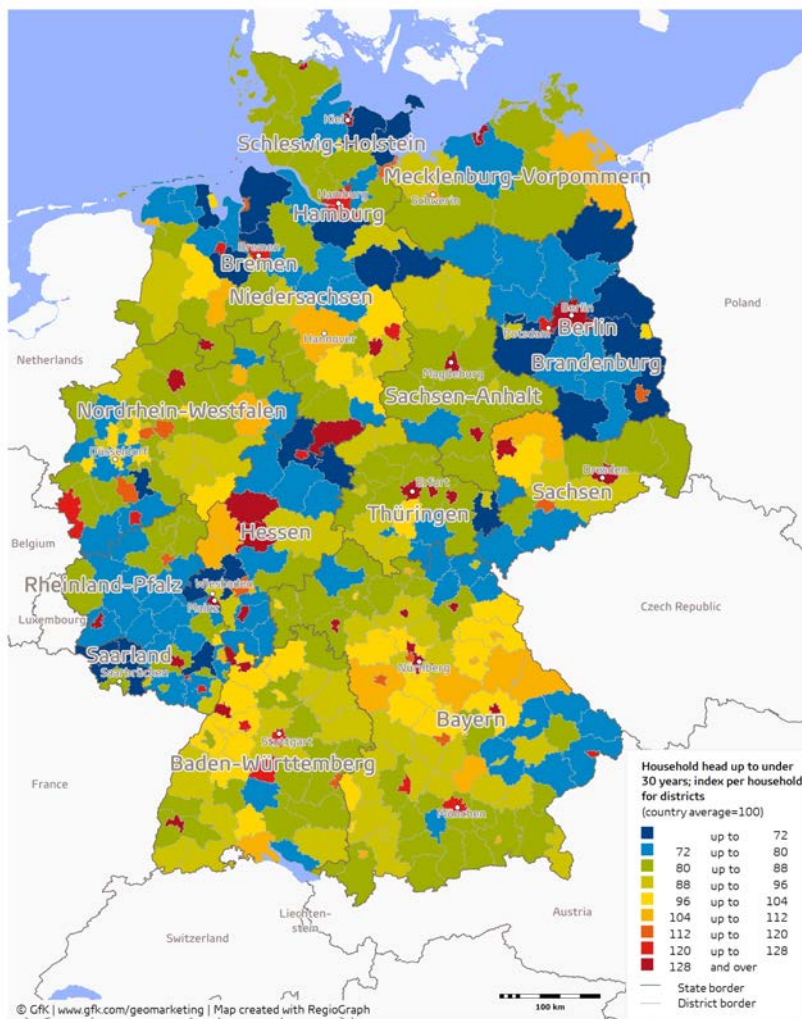 Kiel
Schleswig-Holstein
Mecklenburg-Vorpommern
Hamburg
Schwerin
Hamburg
Bremen
Bremen
Niedersachsen
Berlin
Potsdam
Berlin
Poland
Hannover
Brandenburg
Netherlands
Magdeburg
Sachsen-Anhalt
Nordrhein-Westfalen
Düsseldorf
Dresden
Erfurt
Sachsen
Thüringen
Hessen
Belgium
Rheinland-Pfalz
Wiesbaden
Mainz
Czech Republic
Luxembourg
Saarland
Nürnberg
Saarbrücken
Bayern
Stuttgart
Baden-Württemberg
France
München
Household head up to under
30 years; index per household
for districts
(country average=100)
up to 72
72 up to 80
80 up to 88
88 up to 96
96 up to 104
104 up to 112
112 up to 120
120 up to 128
128 and over
State border
District border
Liechten-
stein
Austria
Switzerland
100 km
© GfK | www.gfk.com/geomarketing | Map created with RegioGraph